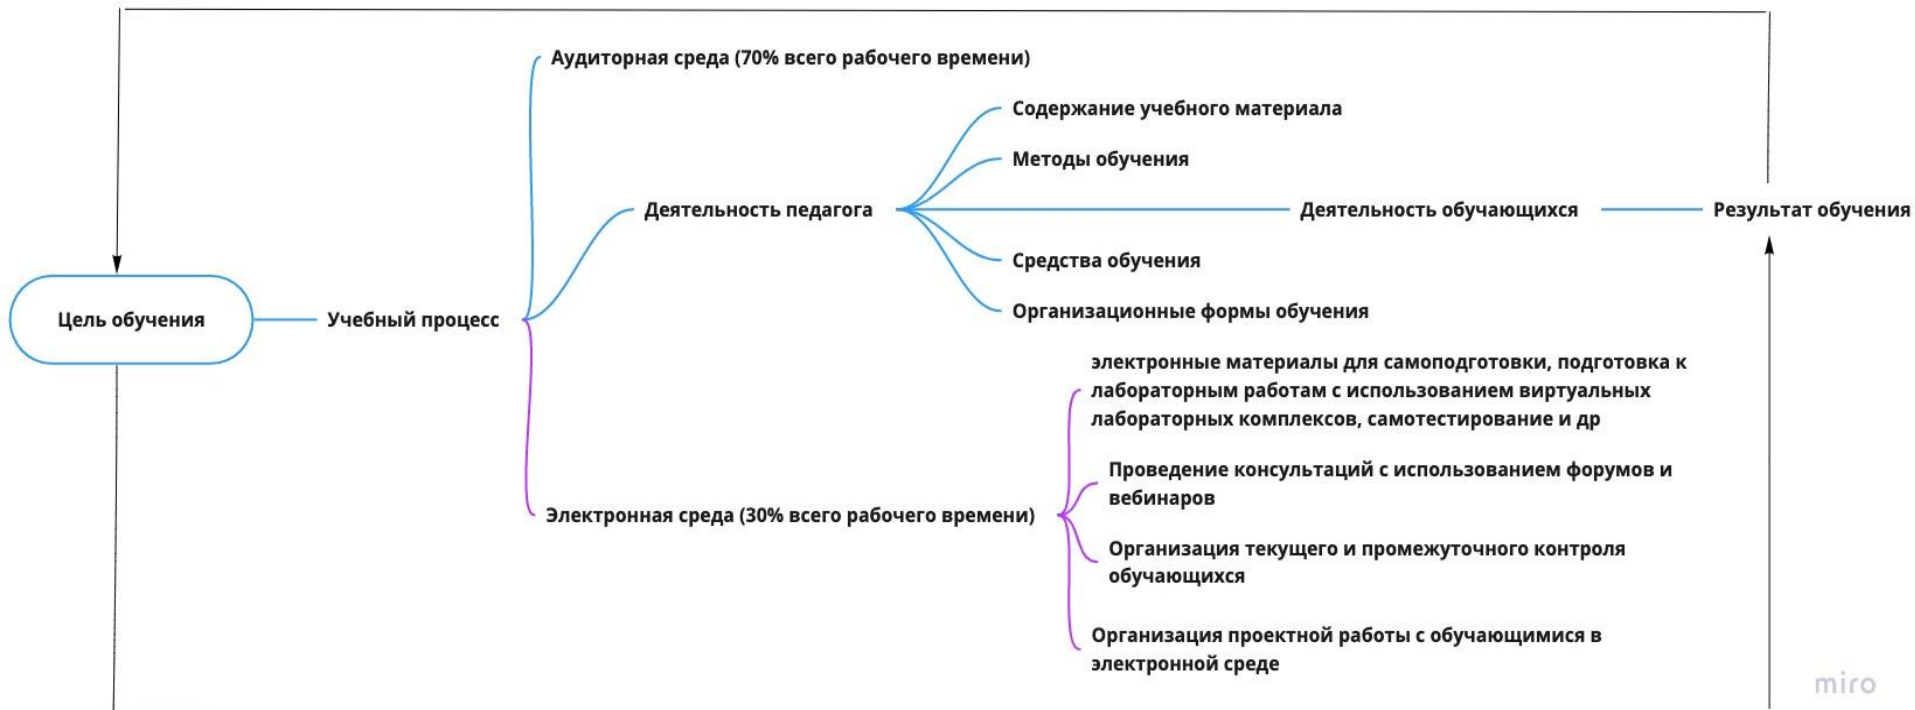 Аудиторная среда (70% всего рабочего времени)
Содержание учебного материала
Методы обучения
Деятельность педагога
Деятельность обучающихся
Результат обучения
Средства обучения
Организационные формы обучения
Цель обучения
Учебный процесс
электронные материалы для самоподготовки, подготовка к
лабораторным работам с использованием виртуальных
лабораторных комплексов, самотестирование и др
Проведение консультаций с использованием форумов и
вебинаров
Электронная среда (30% всего рабочего времени)
Организация текущего и промежуточного контроля
обучающихся
Организация проектной работы с обучающимися в
электронной среде
miro